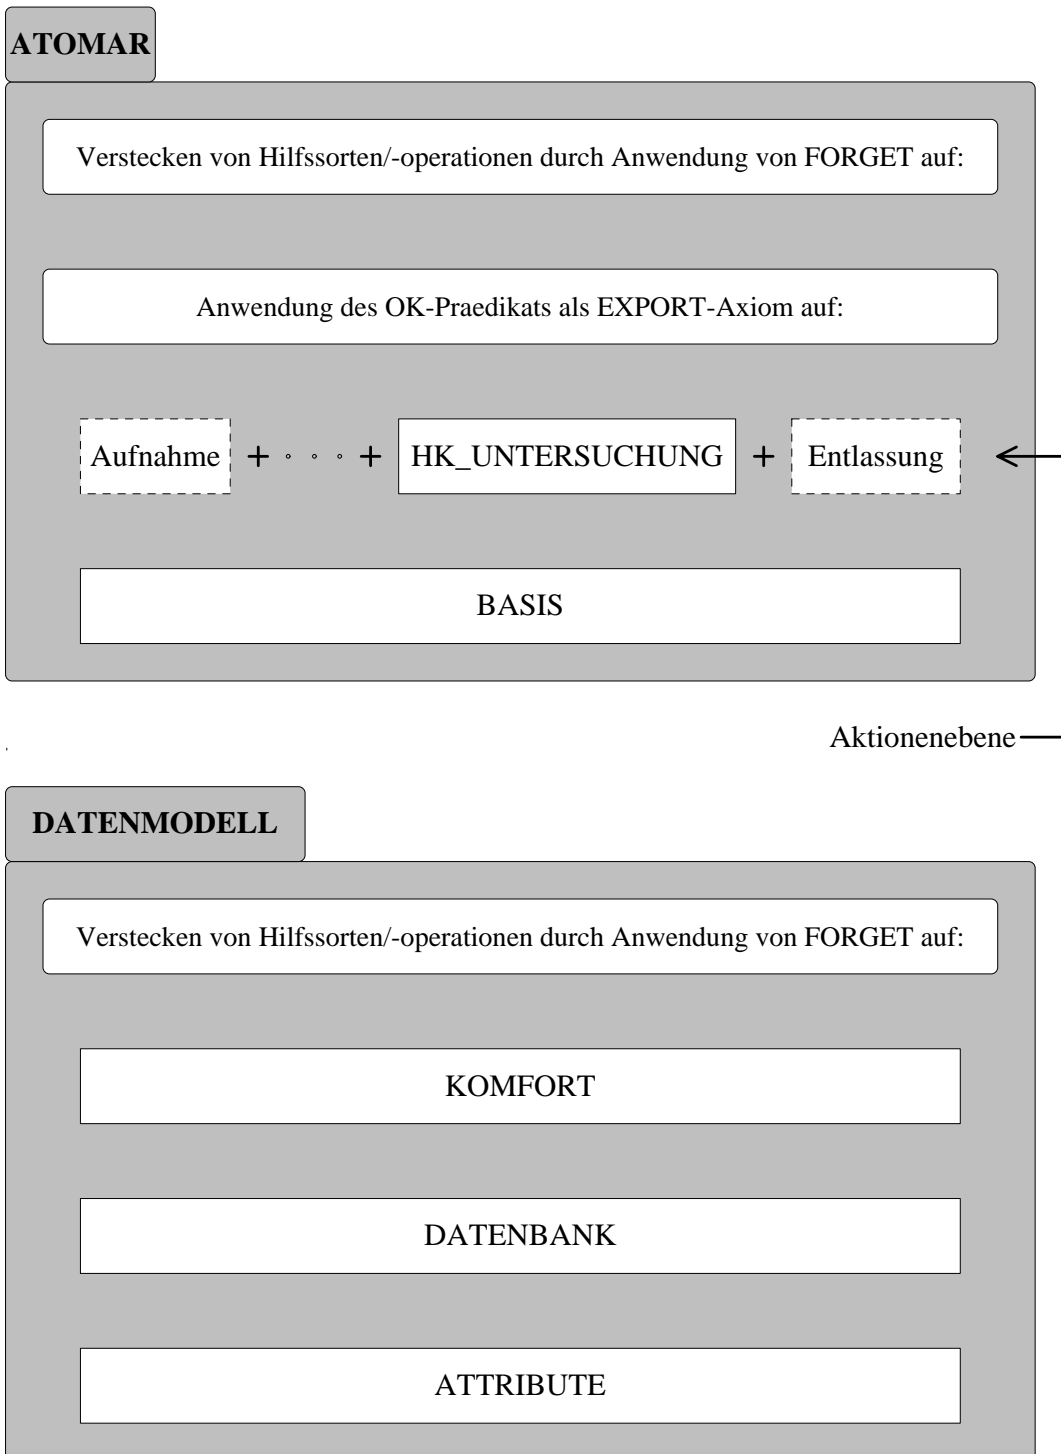 ATOMAR
Verstecken von Hilfssorten/-operationen durch Anwendung von FORGET auf:
Anwendung des OK-Praedikats als EXPORT-Axiom auf:
Aufnahme + ∘ ∘ ∘ + HK_UNTERSUCHUNG + Entlassung
BASIS
Aktionenebene
DATENMODELL
Verstecken von Hilfssorten/-operationen durch Anwendung von FORGET auf:
KOMFORT
DATENBANK
ATTRIBUTE